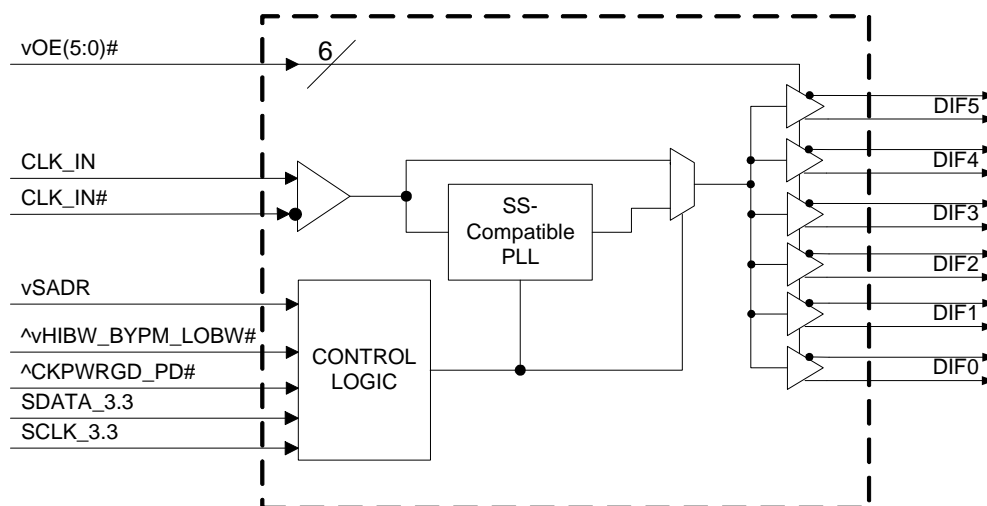 vOE(5:0)#
6
DIF5
CLK_IN
DIF4
CLK_IN#
SS-
Compatible
PLL
DIF3
DIF2
vSADR
^vHIBW_BYPM_LOBW#
DIF1
^CKPWRGD_PD#
CONTROL
LOGIC
DIF0
SDATA_3.3
SCLK_3.3